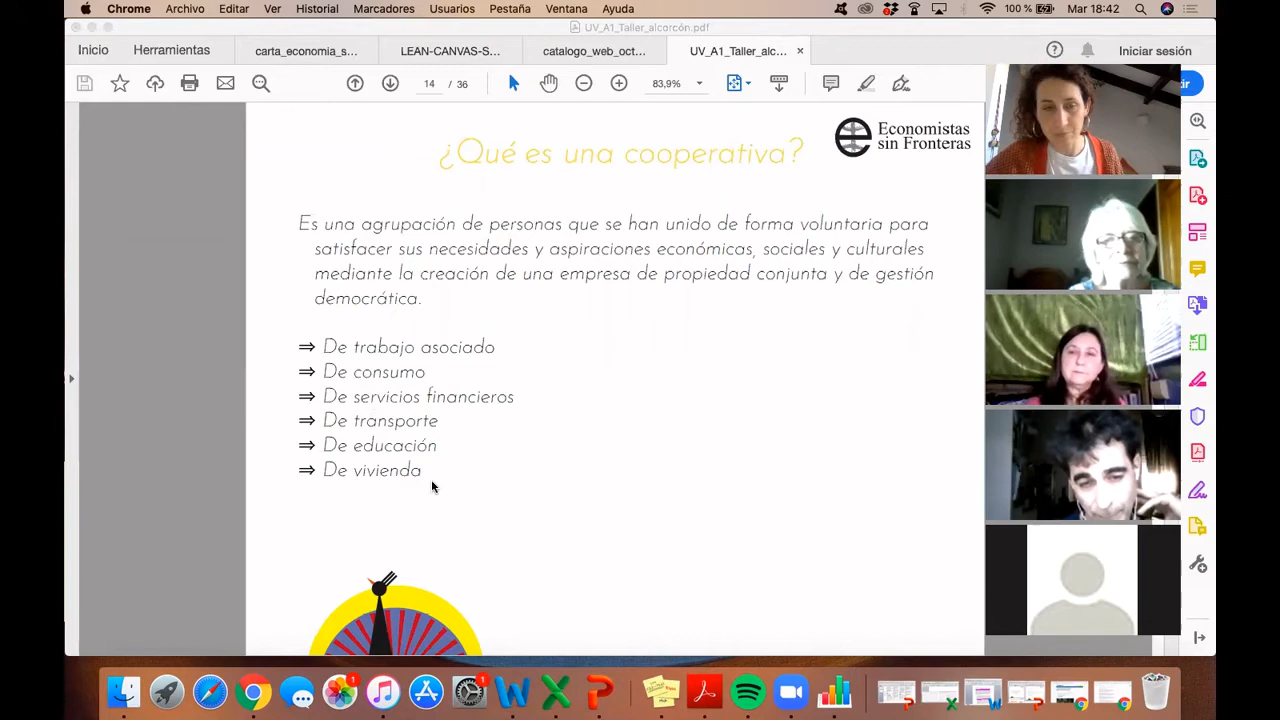 Chrome Archivo Editar Ver Historial Marcadores Usuarios Pestaña Ventana Ayuda 100 % Mar 18:42
UV_A1_Taller_alcorcón.pdf
Inicio Herramientas carta_economia_s... LEAN-CANVAS-S... catalogo_web_oct... UV_A1_Taller_alc... × Iniciar sesión
14 / 36 83,9%
ir
Economistas
sin Fronteras
¿Qué es una cooperativa?
Es una agrupación de personas que se han unido de forma voluntaria para
satisfacer sus necesidades y aspiraciones económicas, sociales y culturales
mediante la creación de una empresa de propiedad conjunta y de gestión
democrática.
⇒ De trabajo asociado
⇒ De consumo
⇒ De servicios financieros
⇒ De transporte
⇒ De educación
⇒ De vivienda
1 1